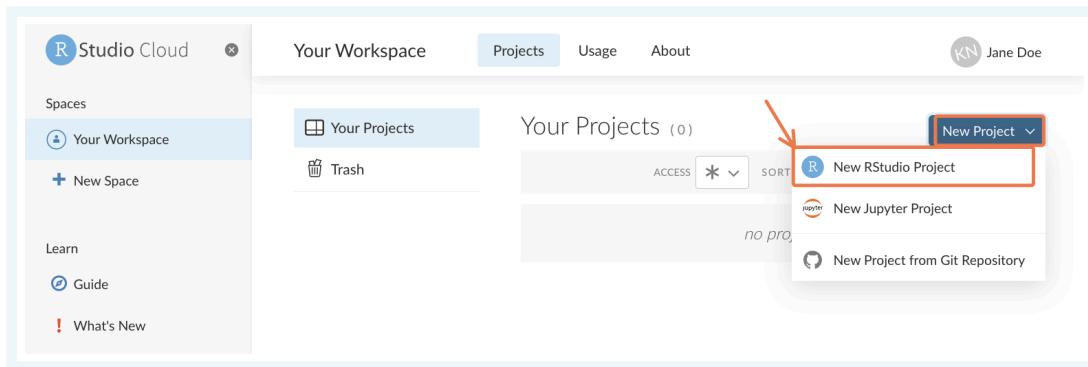 R Studio Cloud
Your Workspace
Projects
Usage
About
KN
Jane Doe
Spaces
Your Workspace
New Space
Learn
Guide
What's New
Your Projects
Trash
Your Projects (0)
New Project
ACCESS
SORT
no proj
R New RStudio Project
jupyter New Jupyter Project
New Project from Git Repository